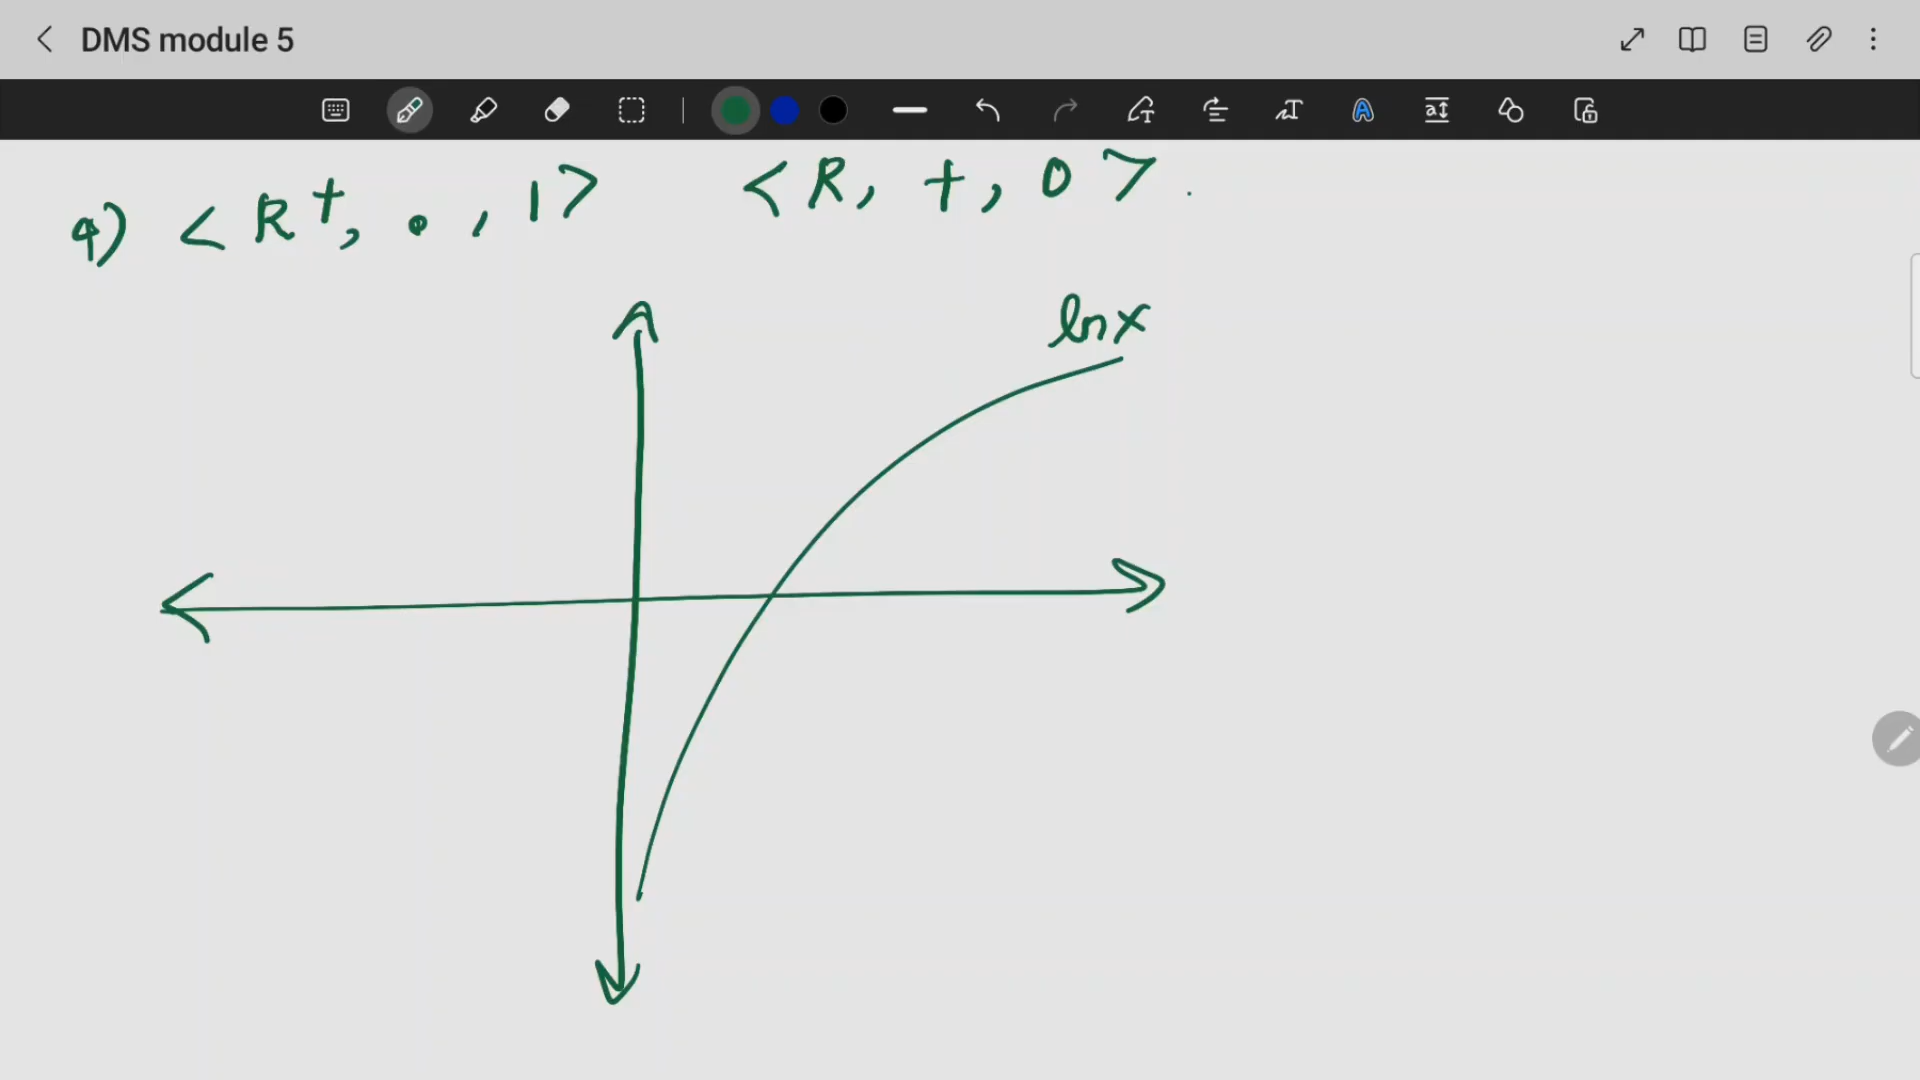 DMS module 5
4) < R⁺, ., 1 > < R, +, 0 > .
ln x